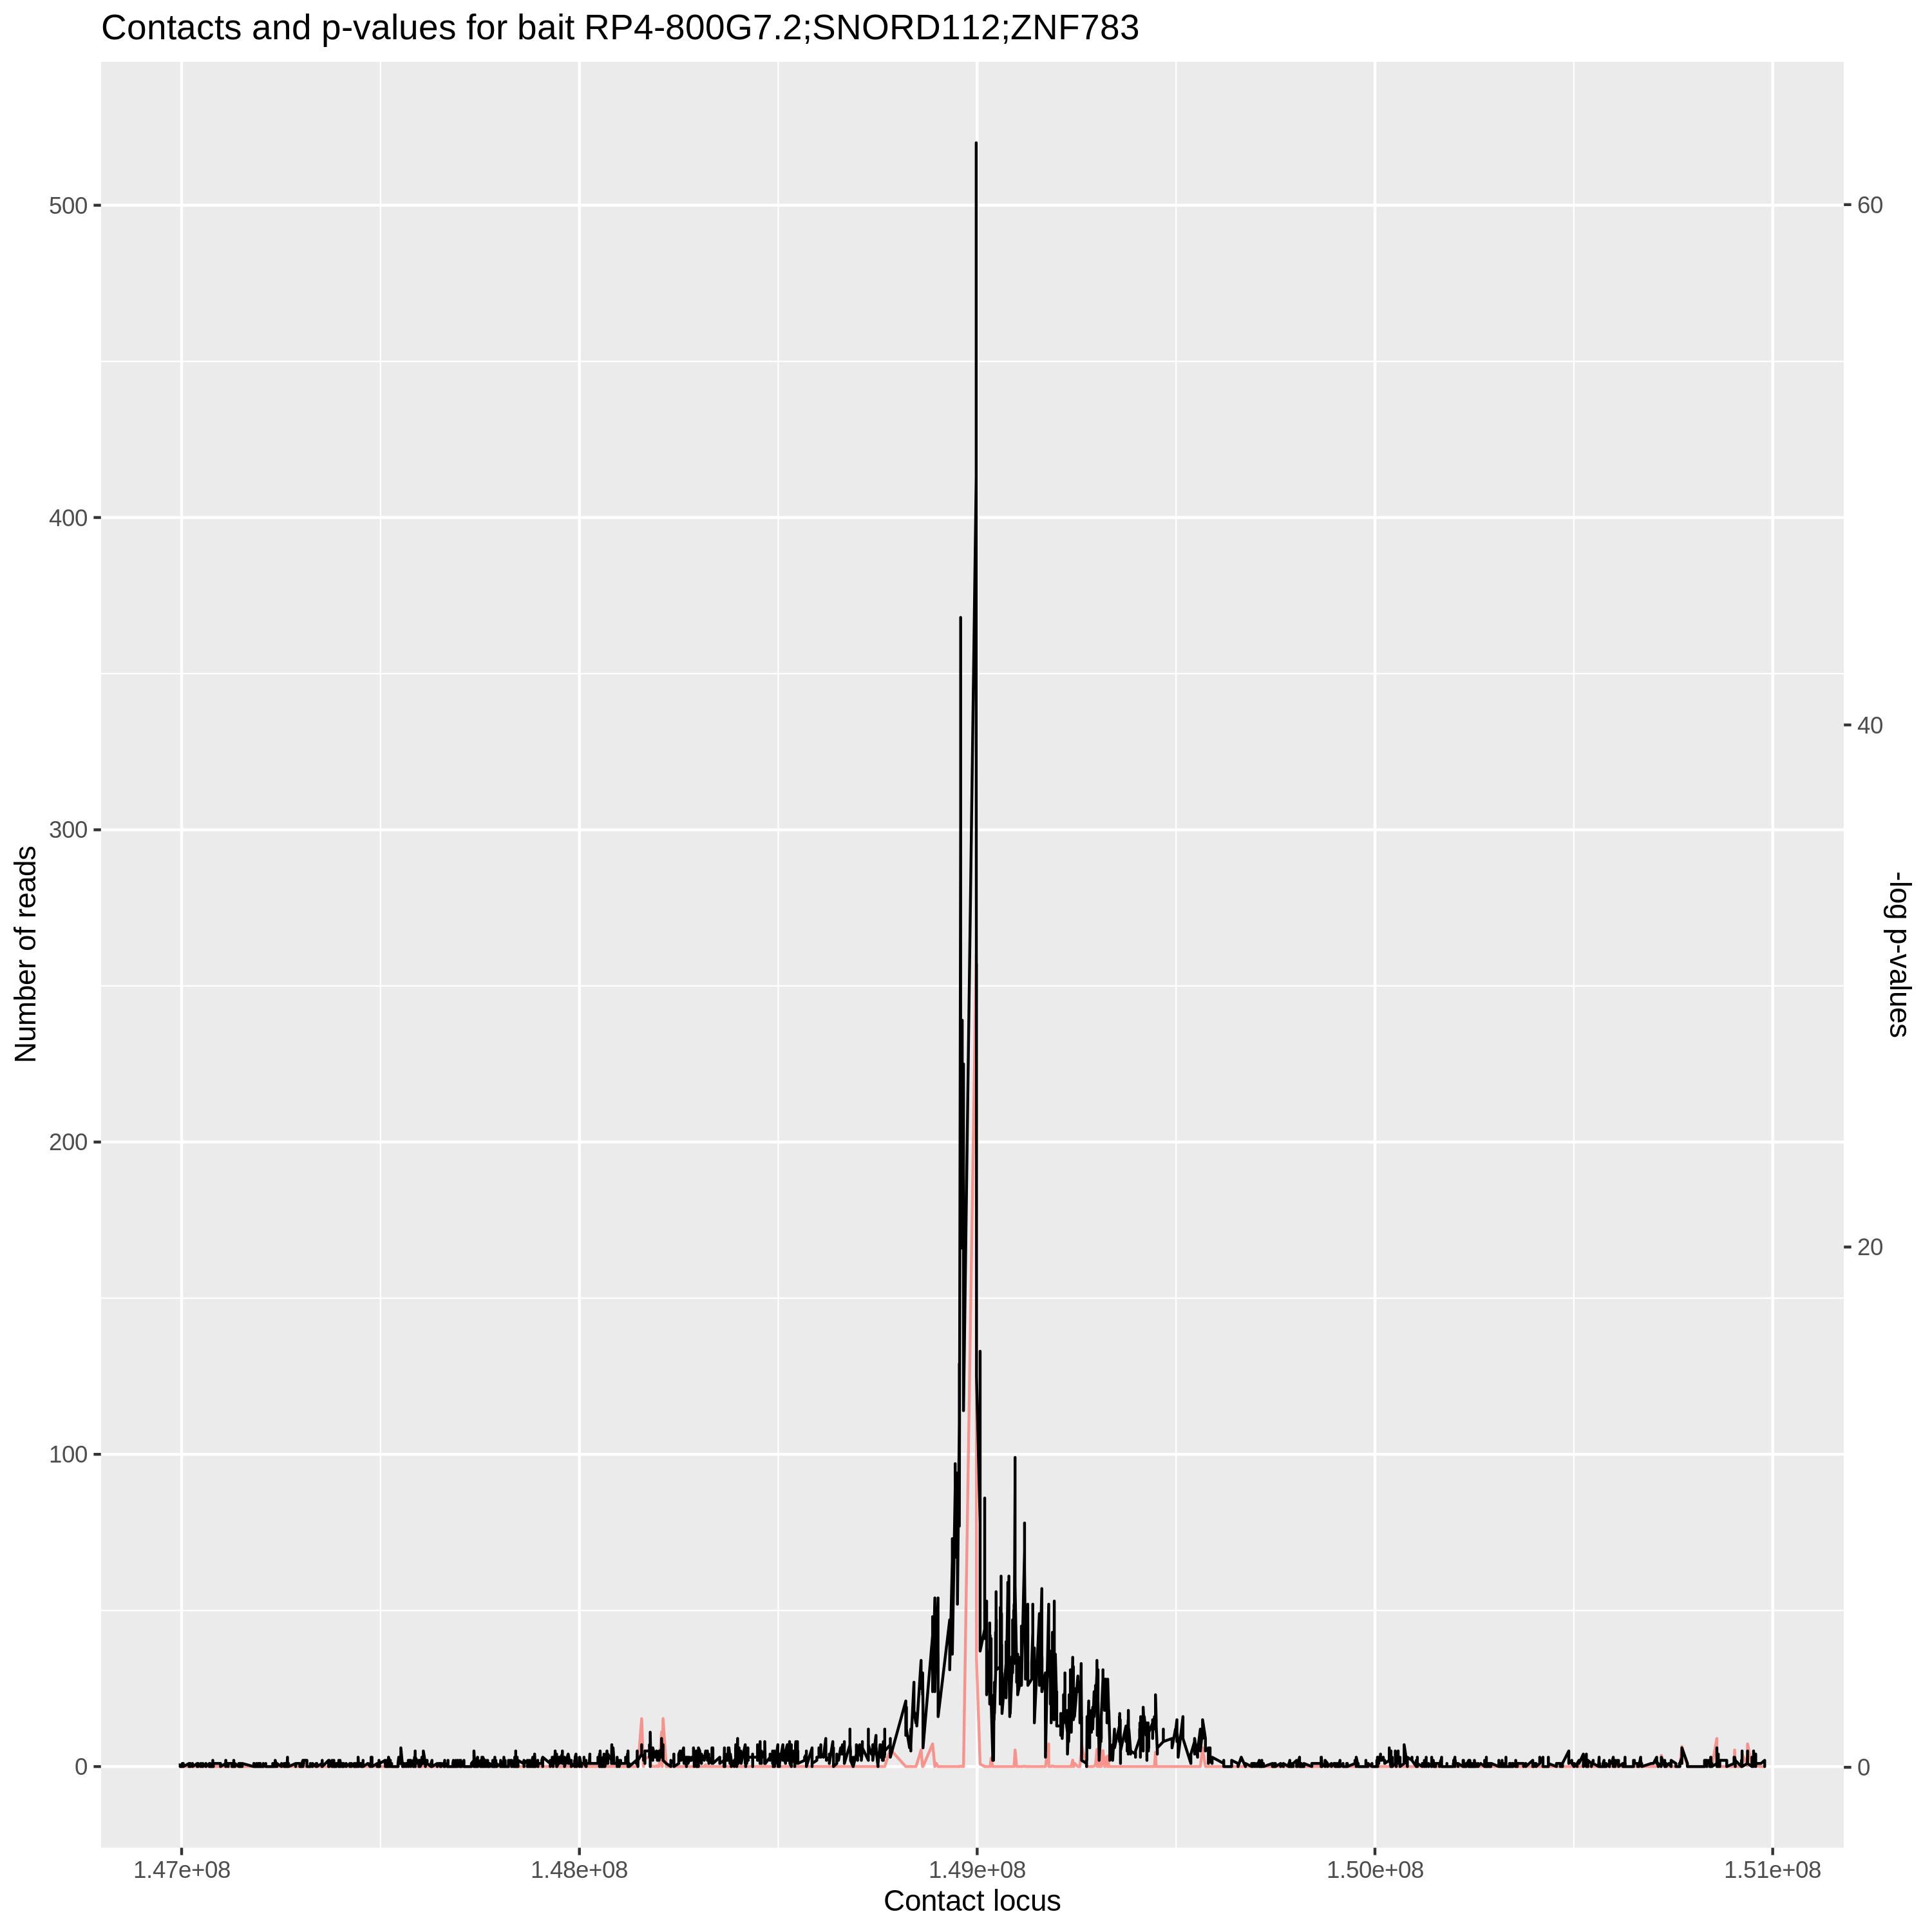 Contacts and p-values for bait RP4-800G7.2;SNORD112;ZNF783
500
400
300
200
100
0
Number of reads
60
40
20
0
-log p-values
1.47e+08
1.48e+08
1.49e+08
1.50e+08
1.51e+08
Contact locus